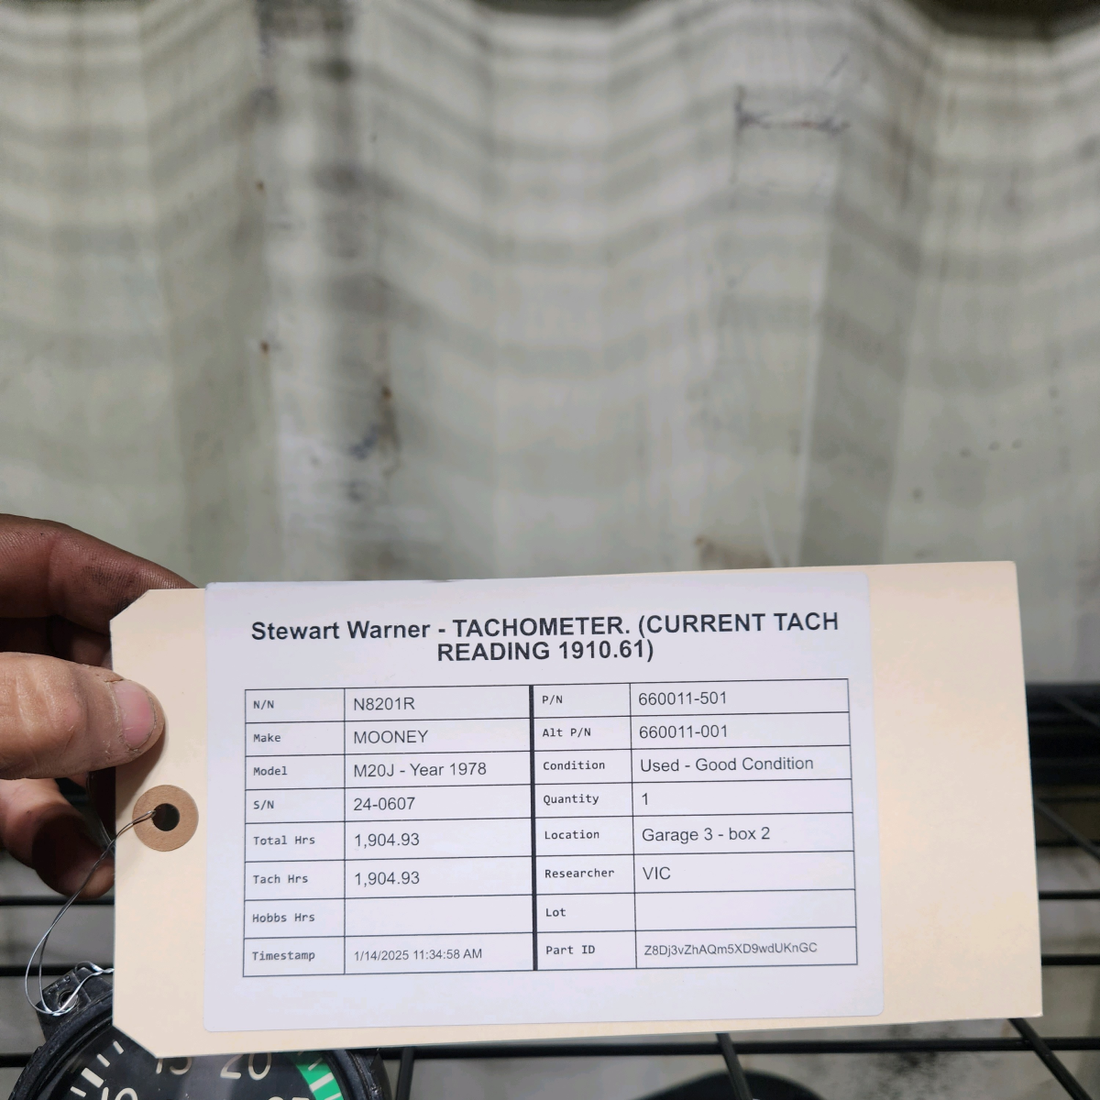 Stewart Warner - TACHOMETER. (CURRENT TACH
READING 1910.61)
N/N N8201R P/N 660011-501
Make MOONEY Alt P/N 660011-001
Model M20J - Year 1978 Condition Used - Good Condition
S/N 24-0607 Quantity 1
Total Hrs 1,904.93 Location Garage 3 - box 2
Tach Hrs 1,904.93 Researcher VIC
Hobbs Hrs Lot
Timestamp 1/14/2025 11:34:58 AM Part ID Z8Dj3vZhAQm5XD9wdUKnGC
15 20
10 25